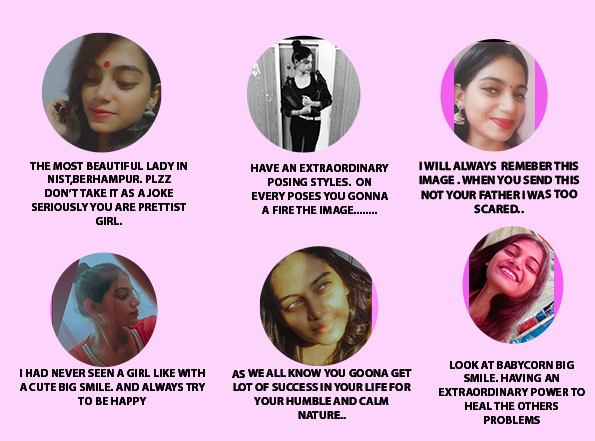 THE MOST BEAUTIFUL LADY IN
NIST,BERHAMPUR. PLZZ
DON'T TAKE IT AS A JOKE
SERIOUSLY YOU ARE PRETTIST
GIRL.
HAVE AN EXTRAORDINARY
POSING STYLES. ON
EVERY POSES YOU GONNA
A FIRE THE IMAGE........
I WILL ALWAYS REMEBER THIS
IMAGE . WHEN YOU SEND THIS
NOT YOUR FATHER I WAS TOO
SCARED..
I HAD NEVER SEEN A GIRL LIKE WITH
A CUTE BIG SMILE. AND ALWAYS TRY
TO BE HAPPY
AS WE ALL KNOW YOU GOONA GET
LOT OF SUCCESS IN YOUR LIFE FOR
YOUR HUMBLE AND CALM
NATURE..
LOOK AT BABYCORN BIG
SMILE. HAVING AN
EXTRAORDINARY POWER TO
HEAL THE OTHERS
PROBLEMS